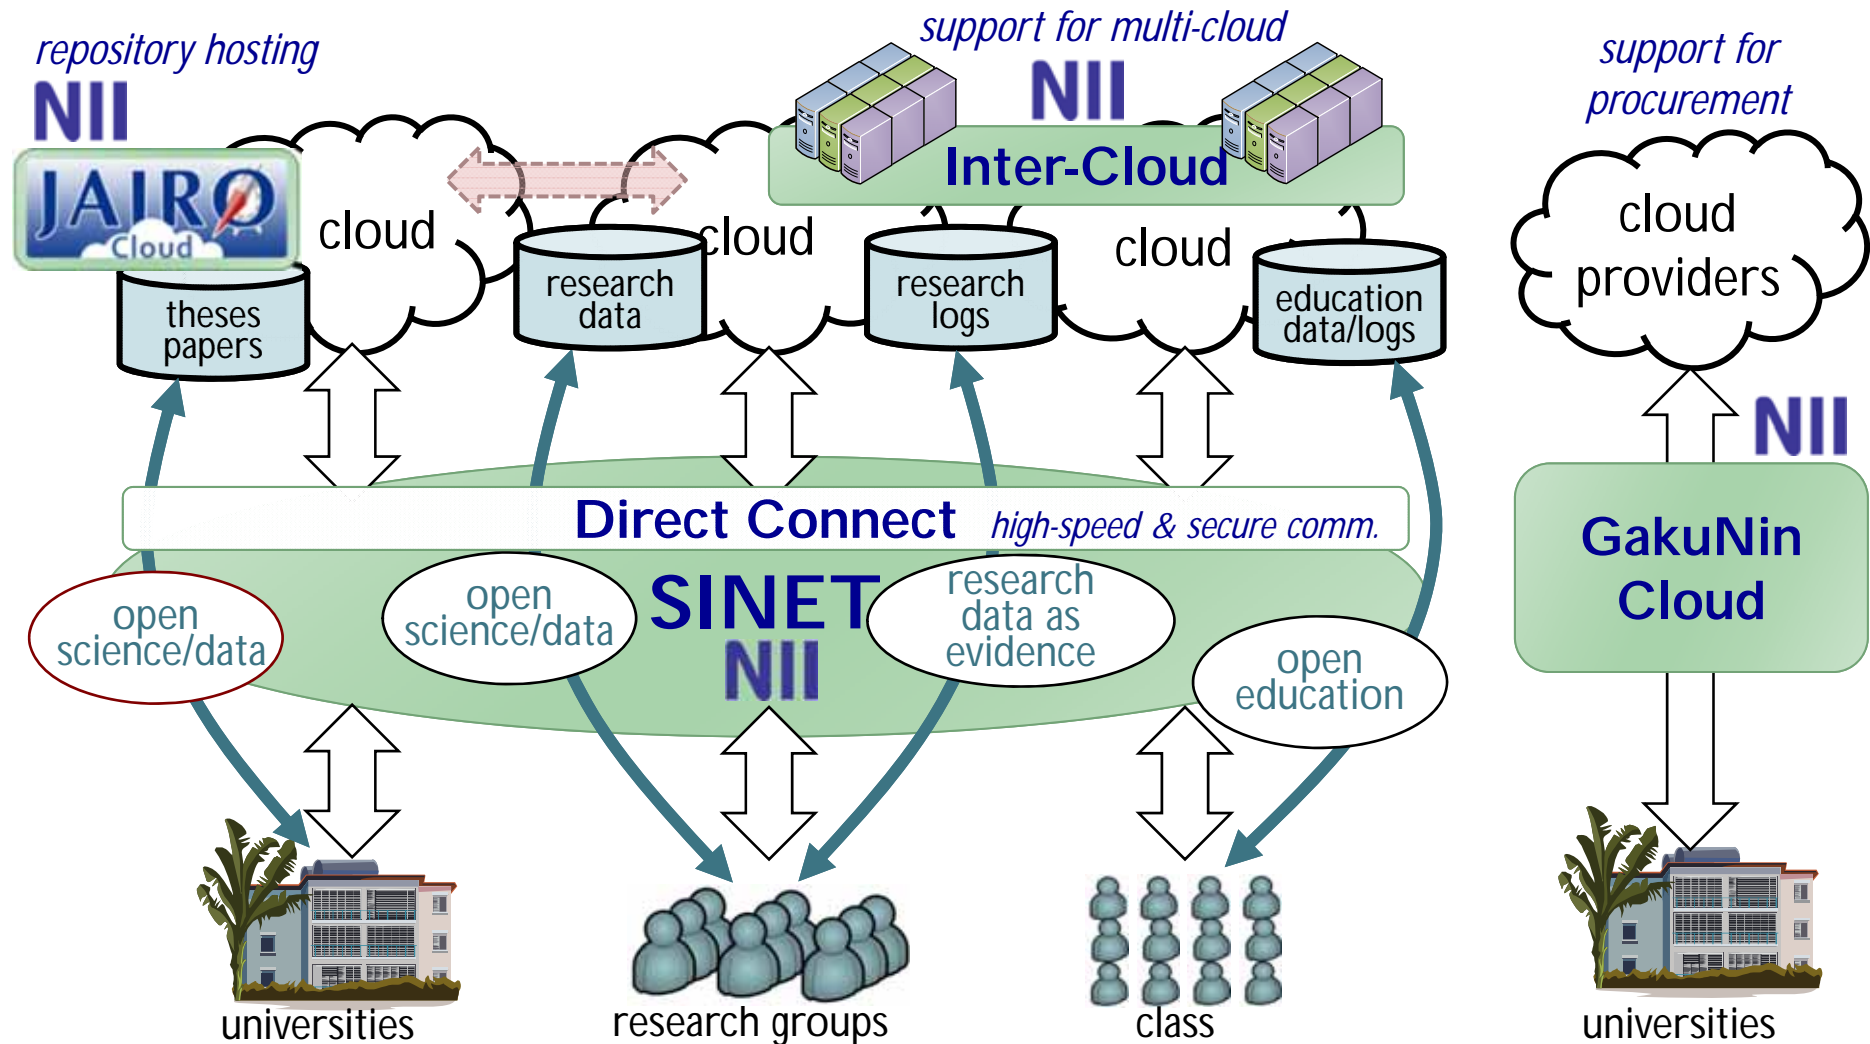 repository hosting
NII
JAIRO
Cloud
support for multi-cloud
NII
Inter-Cloud
support for
procurement
cloud
cloud
cloud
cloud
providers
theses
papers
research
data
research
logs
education
data/logs
NII
Direct Connect high-speed & secure comm.
SINET
NII
open
science/data
open
science/data
research
data as
evidence
open
education
GakuNin
Cloud
universities
research groups
class
universities